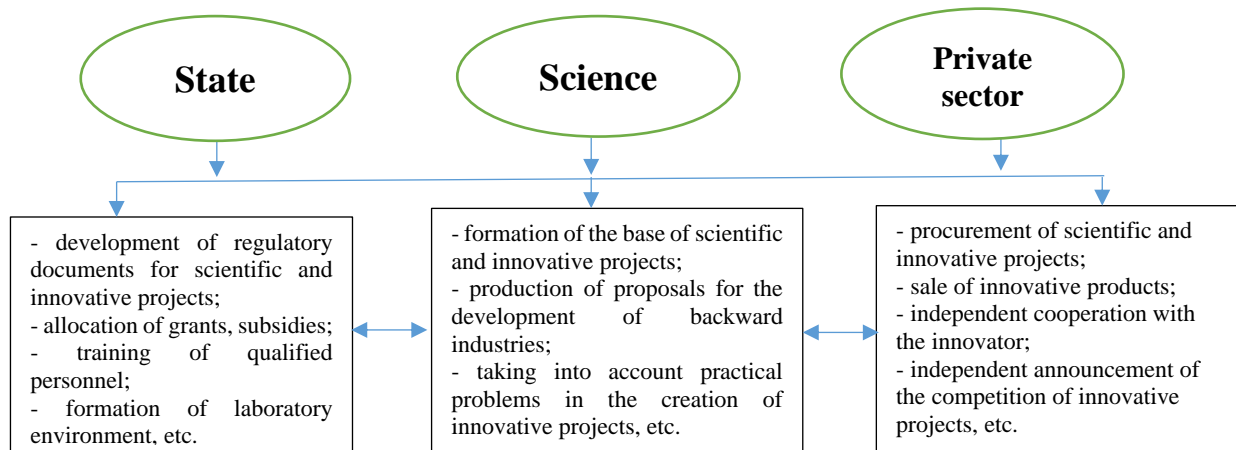 State
Science
Private
sector
- development of regulatory
documents for scientific and
innovative projects;
- allocation of grants, subsidies;
- training of qualified
personnel;
- formation of laboratory
environment, etc.
- formation of the base of scientific
and innovative projects;
- production of proposals for the
development of backward
industries;
- taking into account practical
problems in the creation of
innovative projects, etc.
- procurement of scientific and
innovative projects;
- sale of innovative products;
- independent cooperation with
the innovator;
- independent announcement of
the competition of innovative
projects, etc.